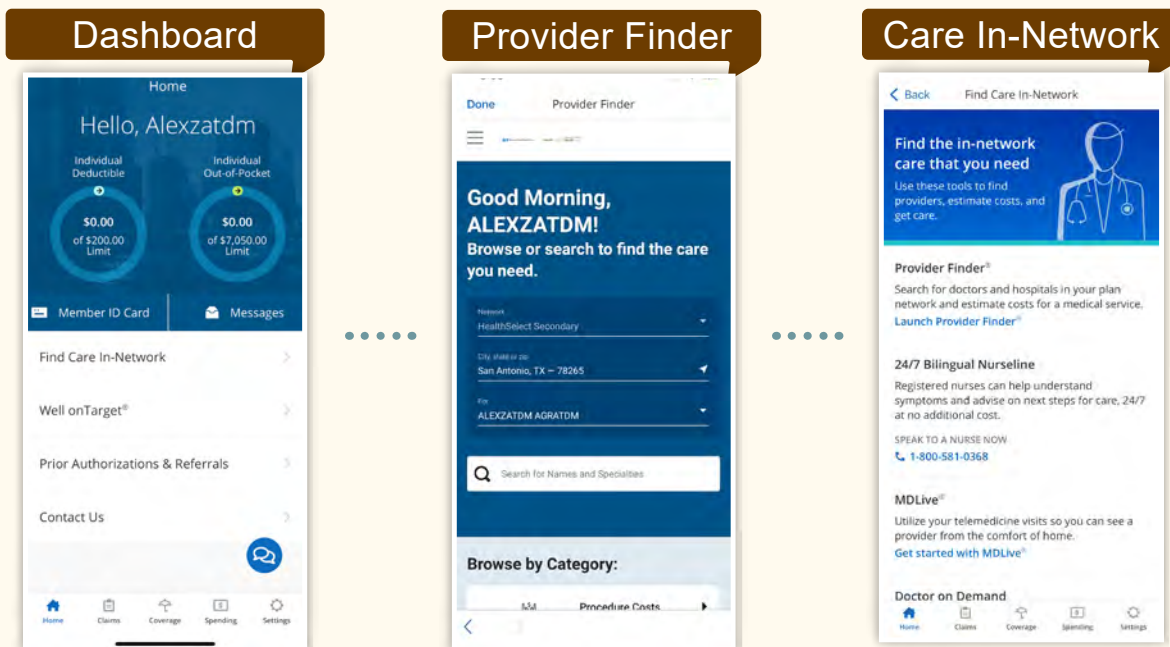 Dashboard
Home
Hello, Alexzatdm
Individual
Deductible
Individual
Out-of-Pocket
$0.00
of $200.00
Limit
$0.00
of $7,050.00
Limit
Member ID Card
Messages
Find Care In-Network
Well onTarget®
Prior Authorizations & Referrals
Contact Us
Home
Claims
Coverage
Spending
Settings
Provider Finder
Done
Provider Finder
Good Morning,
ALEXZATDM!
Browse or search to find the care
you need.
Network
HealthSelect Secondary
City, state or zip
San Antonio, TX – 78265
For
ALEXZATDM AGRATDM
Search for Names and Specialties
Browse by Category:
Procedure Costs
Care In-Network
Back
Find Care In-Network
Find the in-network
care that you need
Use these tools to find
providers, estimate costs, and
get care.
Provider Finder®
Search for doctors and hospitals in your plan
network and estimate costs for a medical service.
Launch Provider Finder®
24/7 Bilingual Nurseline
Registered nurses can help understand
symptoms and advise on next steps for care, 24/7
at no additional cost.
SPEAK TO A NURSE NOW
1-800-581-0368
MDLive®
Utilize your telemedicine visits so you can see a
provider from the comfort of home.
Get started with MDLive®
Doctor on Demand
Home
Claims
Coverage
Spending
Settings